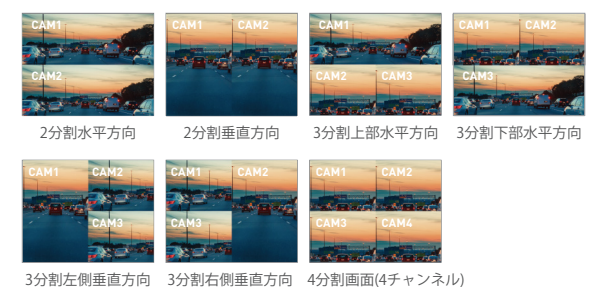 CAM1
CAM2
2分割水平方向
CAM1 CAM2
2分割垂直方向
CAM1
CAM2 CAM3
3分割上部水平方向
CAM1 CAM2
CAM3
3分割下部水平方向
CAM1 CAM2
CAM3
3分割左側垂直方向
CAM1 CAM2
CAM3
3分割右側垂直方向
CAM1 CAM2
CAM3 CAM4
4分割画面(4チャンネル)